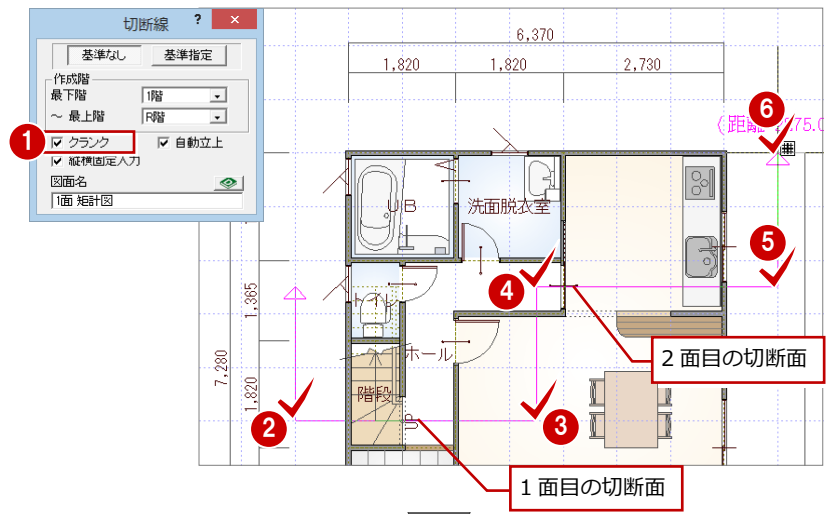 切断線
?
×
基準なし
基準指定
作成階
最下階
1階
～ 最上階
R階
クランク
自動立上
縦横固定入力
図面名
1面 矩計図
1
6,370
1,820
1,820
2,730
6
UB
洗面脱衣室
5
4
1,365
トイレ
2面目の切断面
7,280
ホール
1,820
階段
UP
2
3
1面目の切断面